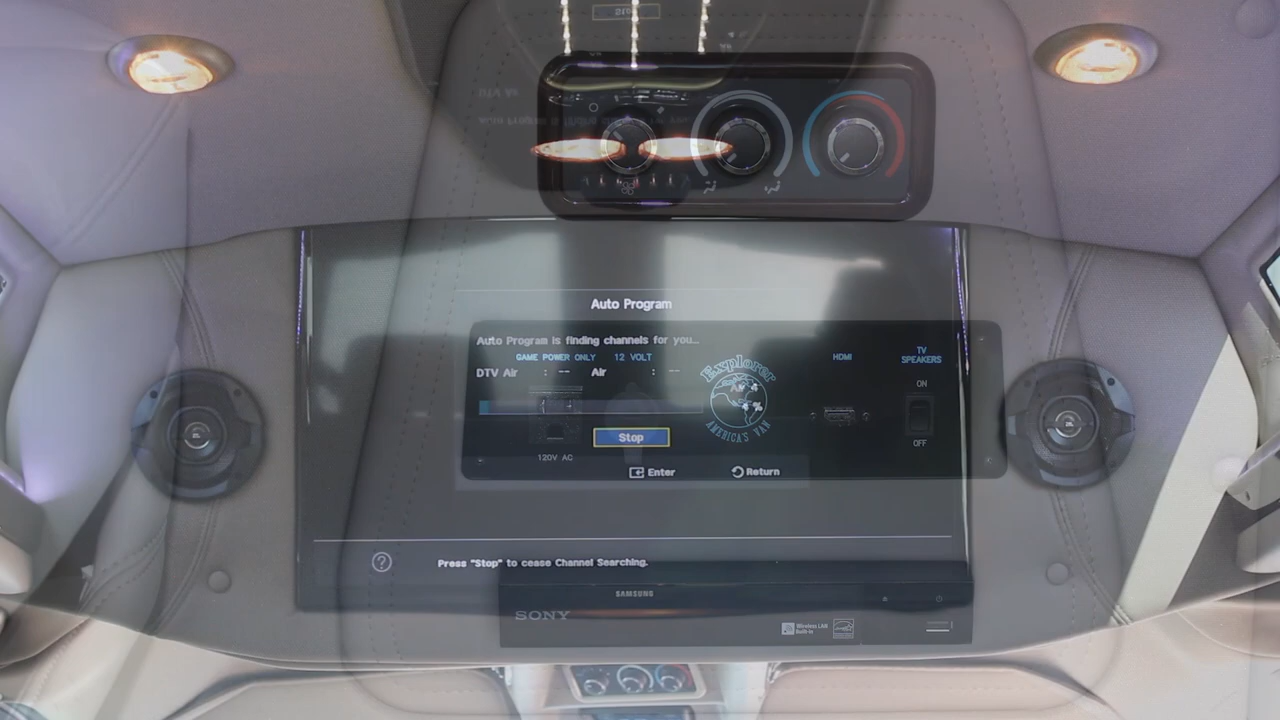 Auto Program
Auto Program is finding channels for you...
GAME POWER ONLY 12 VOLT
HDMI
TV
SPEAKERS
DTV Air : -- Air : --
Explorer
AMERICA'S VAN
ON
OFF
Stop
120V AC
Enter Return
Press "Stop" to cease Channel Searching.
SAMSUNG
SONY
Wireless LAN
Built-in